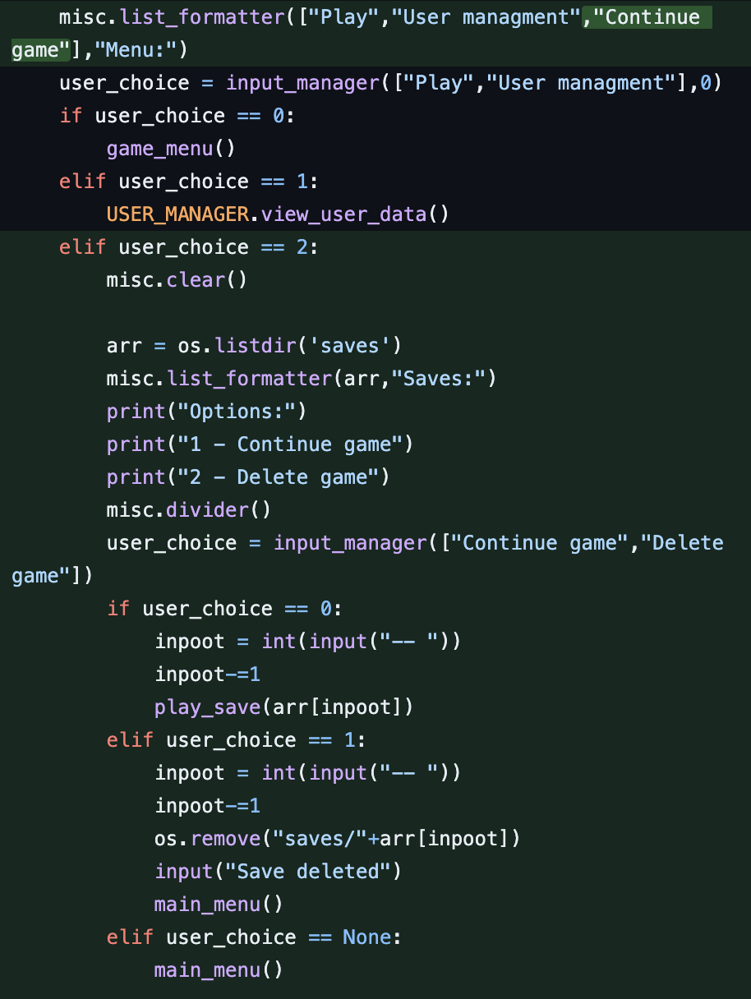 misc.list_formatter(["Play","User managment","Continue
game"],"Menu:")
    user_choice = input_manager(["Play","User managment"],0)
    if user_choice == 0:
        game_menu()
    elif user_choice == 1:
        USER_MANAGER.view_user_data()
    elif user_choice == 2:
        misc.clear()

        arr = os.listdir('saves')
        misc.list_formatter(arr,"Saves:")
        print("Options:")
        print("1 - Continue game")
        print("2 - Delete game")
        misc.divider()
        user_choice = input_manager(["Continue game","Delete
game"])
        if user_choice == 0:
            inpoot = int(input("-- "))
            inpoot-=1
            play_save(arr[inpoot])
        elif user_choice == 1:
            inpoot = int(input("-- "))
            inpoot-=1
            os.remove("saves/"+arr[inpoot])
            input("Save deleted")
            main_menu()
        elif user_choice == None:
            main_menu()